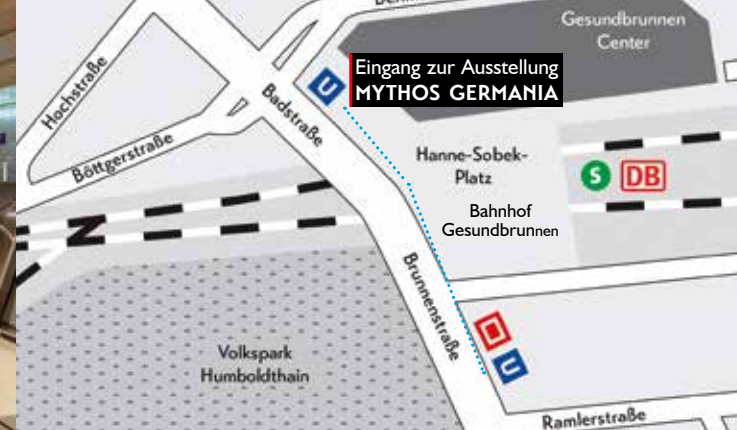 Gesundbrunnen
Center
Eingang zur Ausstellung
MYTHOS GERMANIA
U
Hochstraße
Badstraße
Böttgerstraße
Hanne-Sobek-
Platz
S DB
Bahnhof
Gesundbrunnen
Brunnenstraße
Volkspark
Humboldthain
U
Ramlerstraße